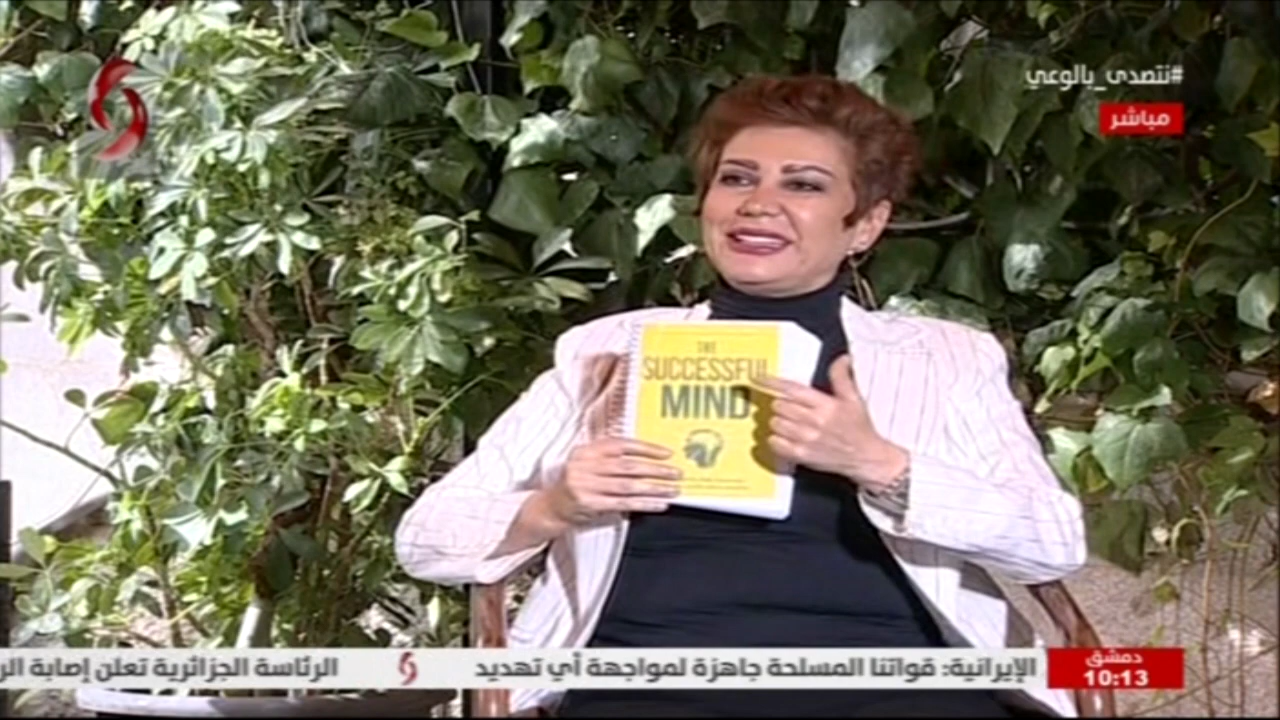 #نتصدى_بالوعي
مباشر
THE
SUCCESSFUL
MIND
الإيرانية: قواتنا المسلحة جاهزة لمواجهة أي تهديد
الرئاسة الجزائرية تعلن إصابة الر
دمشق
10:13